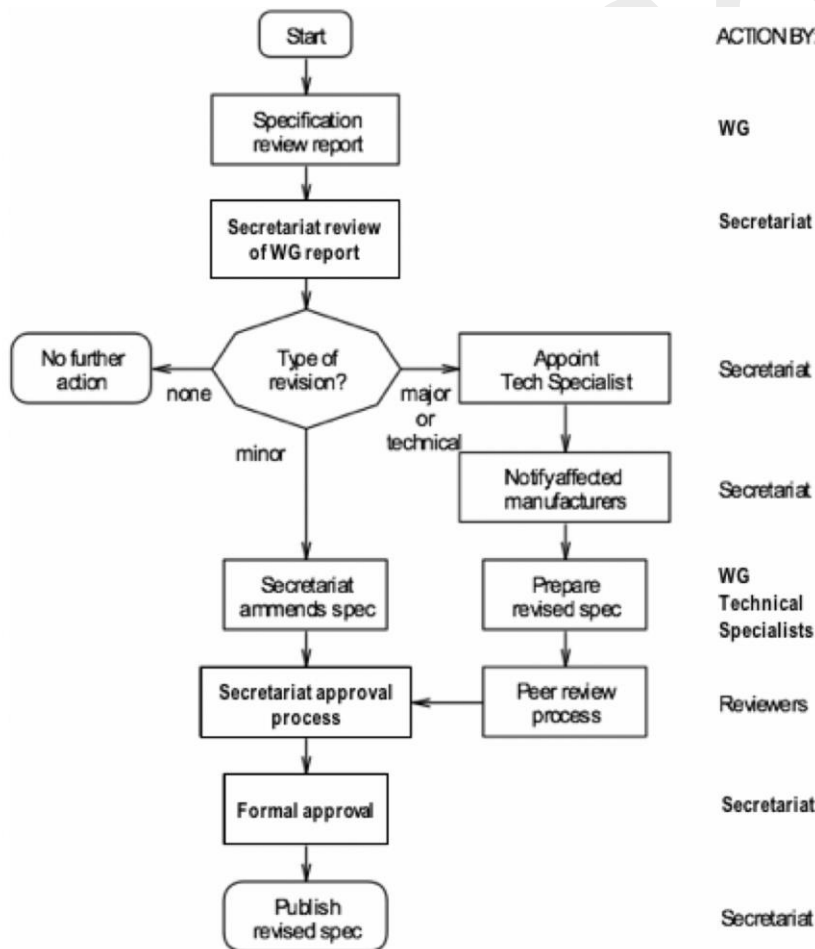 Start
ACTION BY:
Specification
review report
WG
Secretariat review
of WG report
Secretariat
No further
action
none
Type of
revision?
major
or
technical
minor
Appoint
Tech Specialist
Secretariat
Notify affected
manufacturers
Secretariat
Secretariat
ammends spec
Prepare
revised spec
WG
Technical
Specialists
Secretariat approval
process
Peer review
process
Reviewers
Formal approval
Secretariat
Publish
revised spec
Secretariat